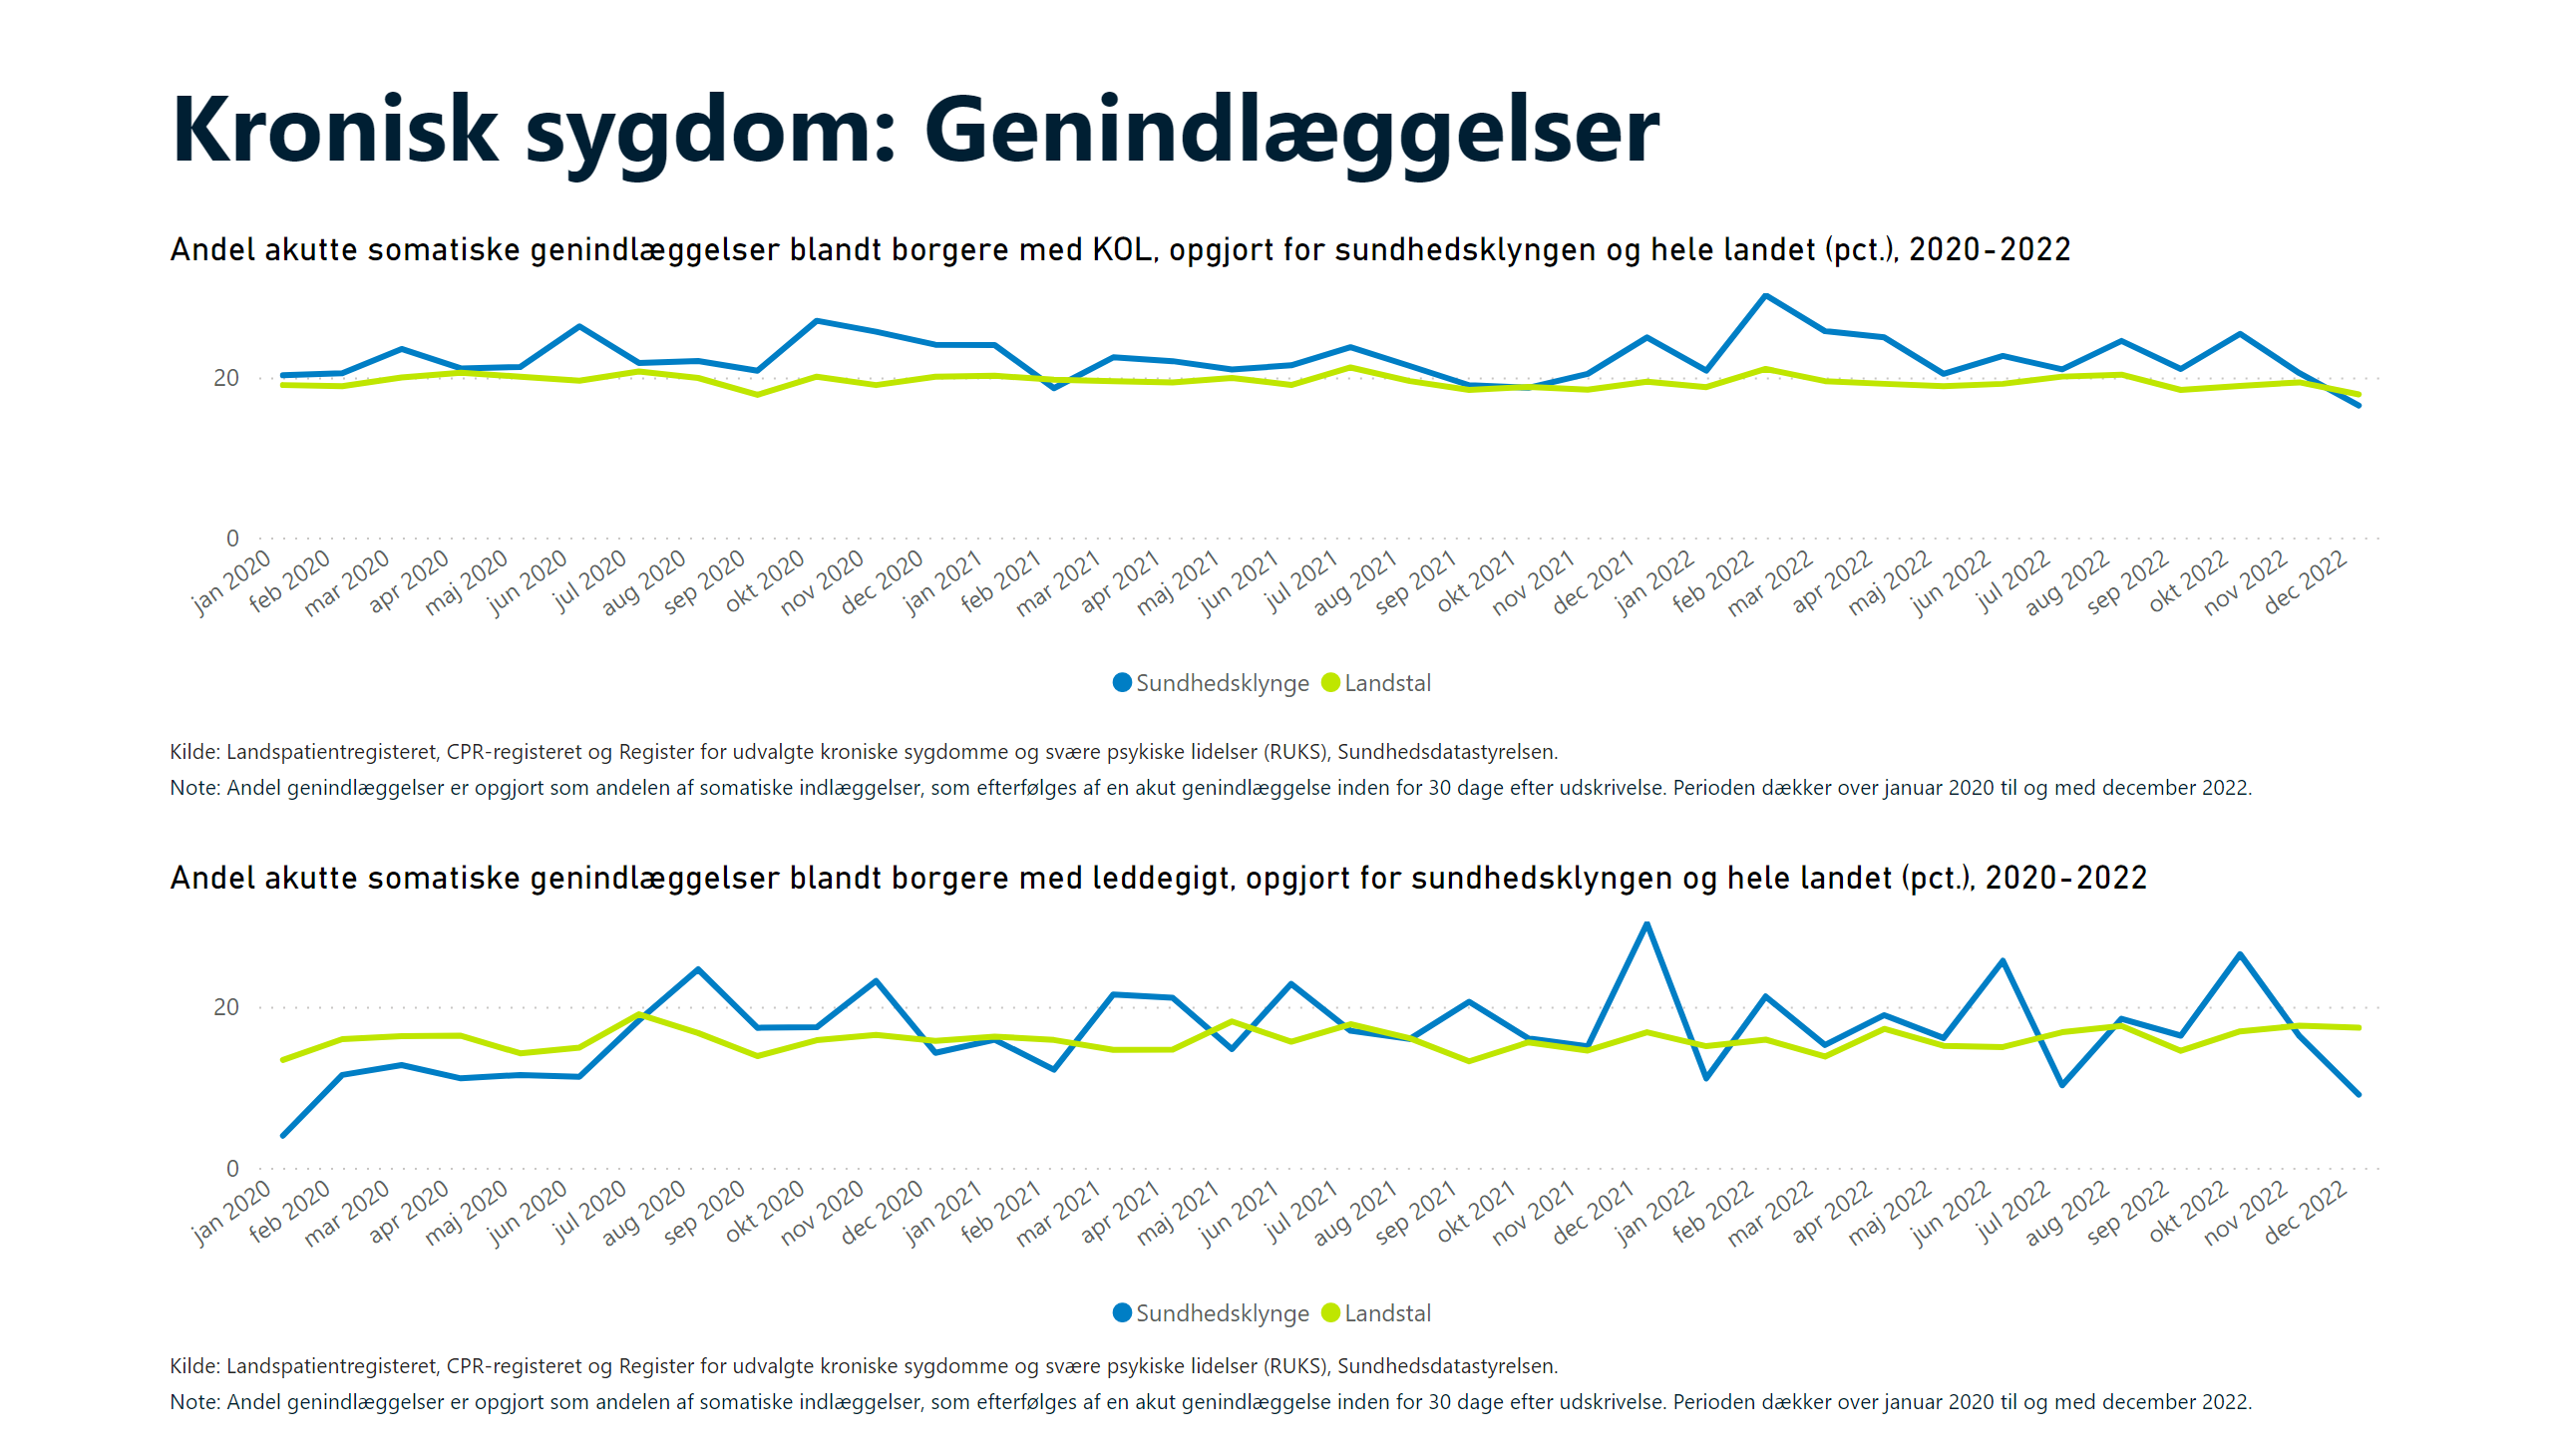 Kronisk sygdom: Genindlæggelser
Andel akutte somatiske genindlæggelser blandt borgere med KOL, opgjort for sundhedsklyngen og hele landet (pct.), 2020-2022
20
0
jan 2020 feb 2020 mar 2020 apr 2020 maj 2020 jun 2020 jul 2020 aug 2020 sep 2020 okt 2020 nov 2020 dec 2020 jan 2021 feb 2021 mar 2021 apr 2021 maj 2021 jun 2021 jul 2021 aug 2021 sep 2021 okt 2021 nov 2021 dec 2021 jan 2022 feb 2022 mar 2022 apr 2022 maj 2022 jun 2022 jul 2022 aug 2022 sep 2022 okt 2022 nov 2022 dec 2022
Sundhedsklynge Landstal
Kilde: Landspatientregisteret, CPR-registeret og Register for udvalgte kroniske sygdomme og svære psykiske lidelser (RUKS), Sundhedsdatastyrelsen.
Note: Andel genindlæggelser er opgjort som andelen af somatiske indlæggelser, som efterfølges af en akut genindlæggelse inden for 30 dage efter udskrivelse. Perioden dækker over januar 2020 til og med december 2022.
Andel akutte somatiske genindlæggelser blandt borgere med leddegigt, opgjort for sundhedsklyngen og hele landet (pct.), 2020-2022
20
0
jan 2020 feb 2020 mar 2020 apr 2020 maj 2020 jun 2020 jul 2020 aug 2020 sep 2020 okt 2020 nov 2020 dec 2020 jan 2021 feb 2021 mar 2021 apr 2021 maj 2021 jun 2021 jul 2021 aug 2021 sep 2021 okt 2021 nov 2021 dec 2021 jan 2022 feb 2022 mar 2022 apr 2022 maj 2022 jun 2022 jul 2022 aug 2022 sep 2022 okt 2022 nov 2022 dec 2022
Sundhedsklynge Landstal
Kilde: Landspatientregisteret, CPR-registeret og Register for udvalgte kroniske sygdomme og svære psykiske lidelser (RUKS), Sundhedsdatastyrelsen.
Note: Andel genindlæggelser er opgjort som andelen af somatiske indlæggelser, som efterfølges af en akut genindlæggelse inden for 30 dage efter udskrivelse. Perioden dækker over januar 2020 til og med december 2022.